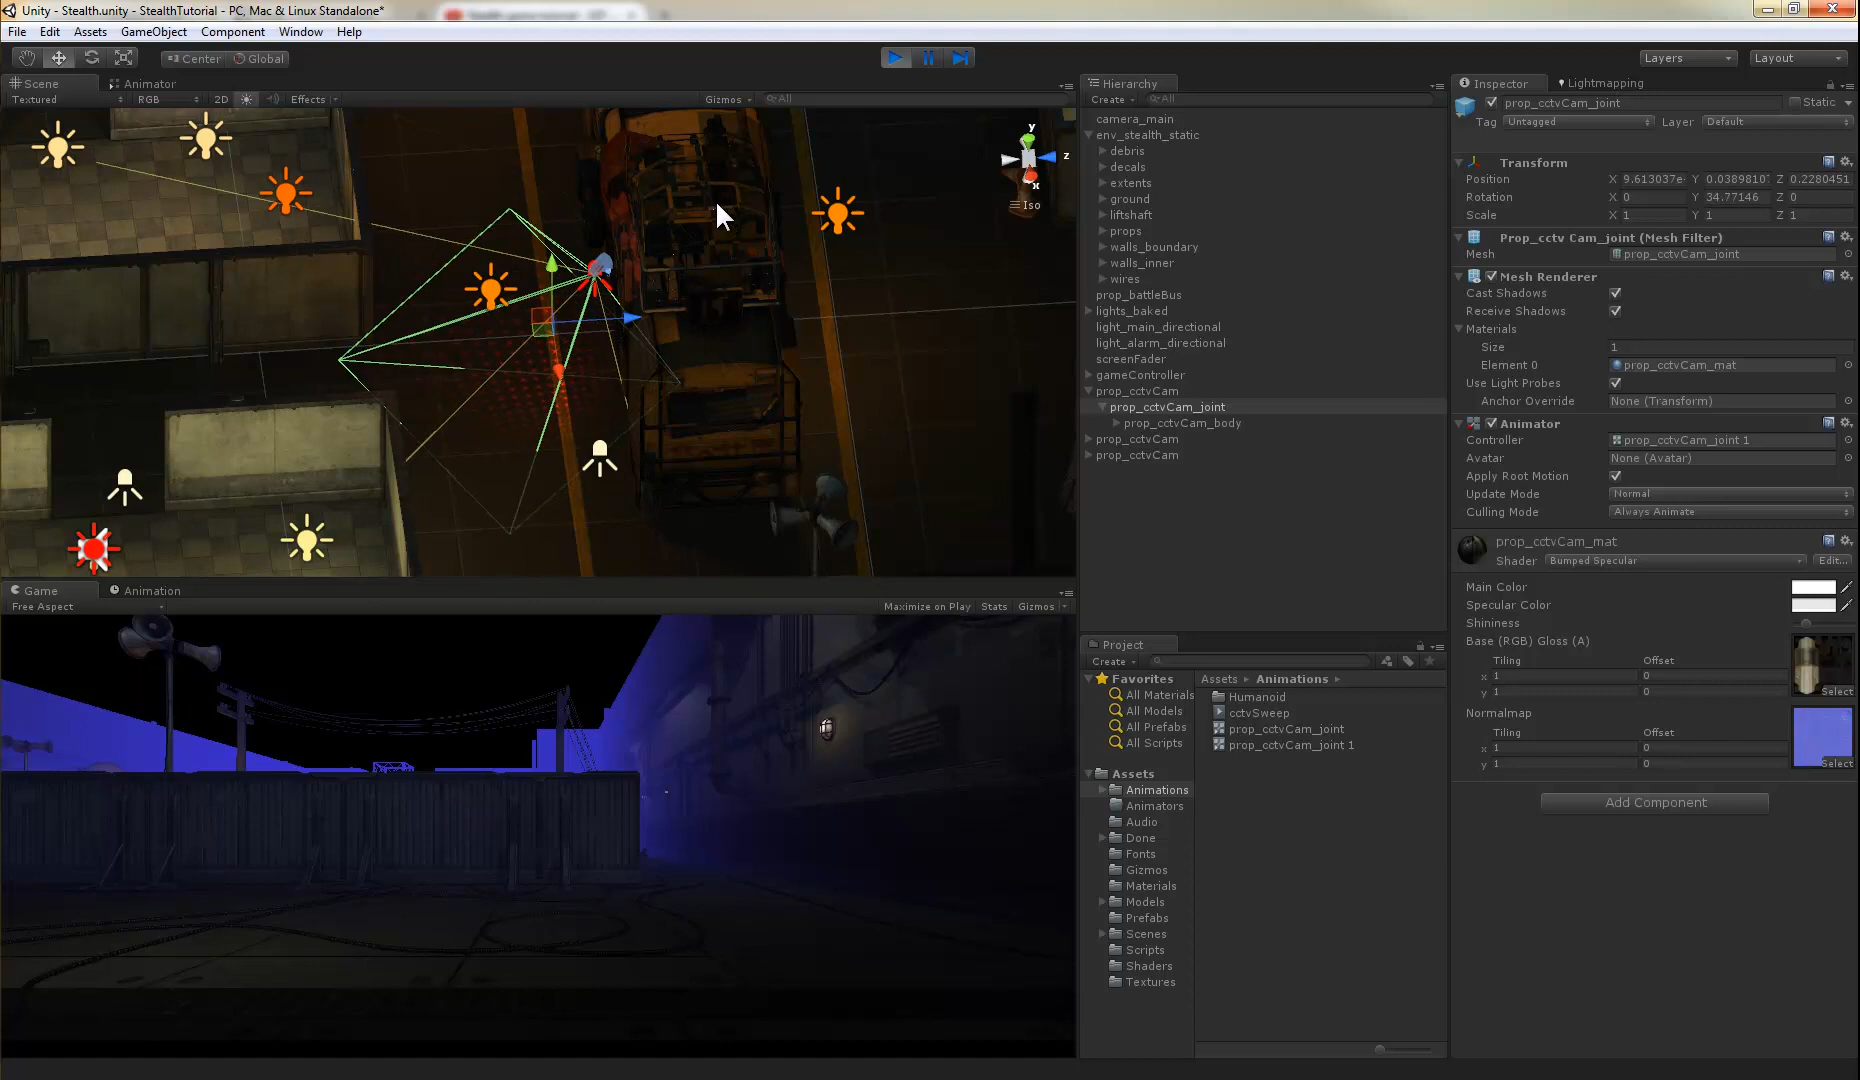 Unity - Stealth.unity - StealthTutorial - PC, Mac & Linux Standalone*
File Edit Assets GameObject Component Window Help
Center Global
Layers Layout
Scene Animator
Textured RGB 2D Effects Gizmos All
y
z
x
Iso
Game Animation
Free Aspect Maximize on Play Stats Gizmos
Hierarchy
Create All
camera_main
env_stealth_static
debris
decals
extents
ground
liftshaft
props
walls_boundary
walls_inner
wires
prop_battleBus
lights_baked
light_main_directional
light_alarm_directional
screenFader
gameController
prop_cctvCam
prop_cctvCam_joint
prop_cctvCam_body
prop_cctvCam
prop_cctvCam
Project
Create
Favorites
All Materials
All Models
All Prefabs
All Scripts
Assets
Animations
Animators
Audio
Done
Fonts
Gizmos
Materials
Models
Prefabs
Scenes
Scripts
Shaders
Textures
Assets Animations
Humanoid
cctvSweep
prop_cctvCam_joint
prop_cctvCam_joint 1
Inspector Lightmapping
prop_cctvCam_joint Static
Tag Untagged Layer Default
Transform
Position X 9.613037e- Y 0.0389810 Z 0.2280451
Rotation X 0 Y 34.77146 Z 0
Scale X 1 Y 1 Z 1
Prop_cctv Cam_joint (Mesh Filter)
Mesh prop_cctvCam_joint
Mesh Renderer
Cast Shadows
Receive Shadows
Materials
Size 1
Element 0 prop_cctvCam_mat
Use Light Probes
Anchor Override None (Transform)
Animator
Controller prop_cctvCam_joint 1
Avatar None (Avatar)
Apply Root Motion
Update Mode Normal
Culling Mode Always Animate
prop_cctvCam_mat
Shader Bumped Specular Edit...
Main Color
Specular Color
Shininess
Base (RGB) Gloss (A)
Tiling Offset
x 1 0
y 1 0
Select
Normalmap
Tiling Offset
x 1 0
y 1 0
Select
Add Component